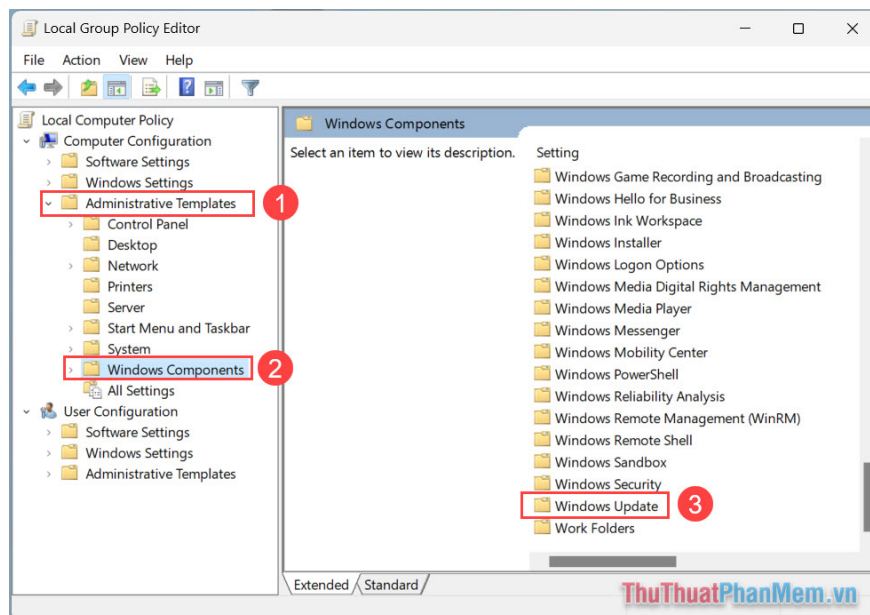 Local Group Policy Editor
File Action View Help
Local Computer Policy
Computer Configuration
Software Settings
Windows Settings
Administrative Templates
1
Control Panel
Desktop
Network
Printers
Server
Start Menu and Taskbar
System
Windows Components
2
All Settings
User Configuration
Software Settings
Windows Settings
Administrative Templates
Windows Components
Select an item to view its description.
Setting
Windows Game Recording and Broadcasting
Windows Hello for Business
Windows Ink Workspace
Windows Installer
Windows Logon Options
Windows Media Digital Rights Management
Windows Media Player
Windows Messenger
Windows Mobility Center
Windows PowerShell
Windows Reliability Analysis
Windows Remote Management (WinRM)
Windows Remote Shell
Windows Sandbox
Windows Security
Windows Update
3
Work Folders
Extended Standard
ThuThuatPhanMem.vn